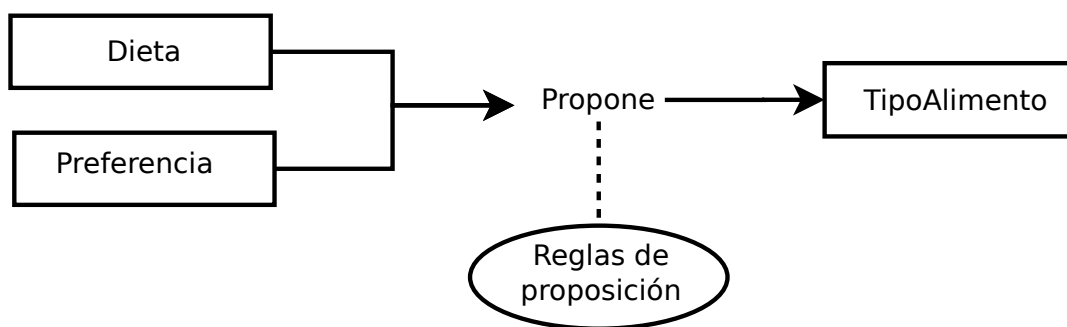 Dieta
Preferencia
Propone
TipoAlimento
Reglas de
proposición